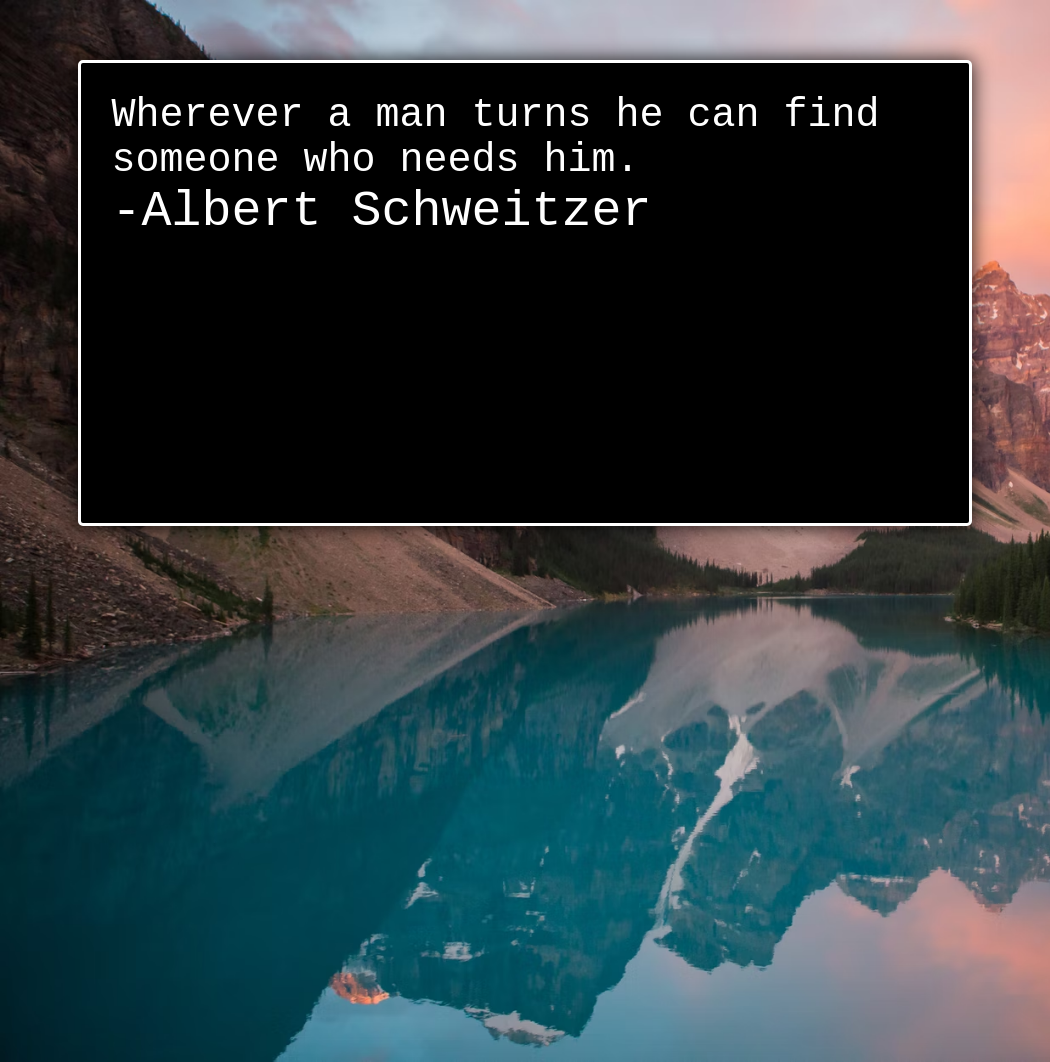 Wherever a man turns he can find
someone who needs him.
-Albert Schweitzer